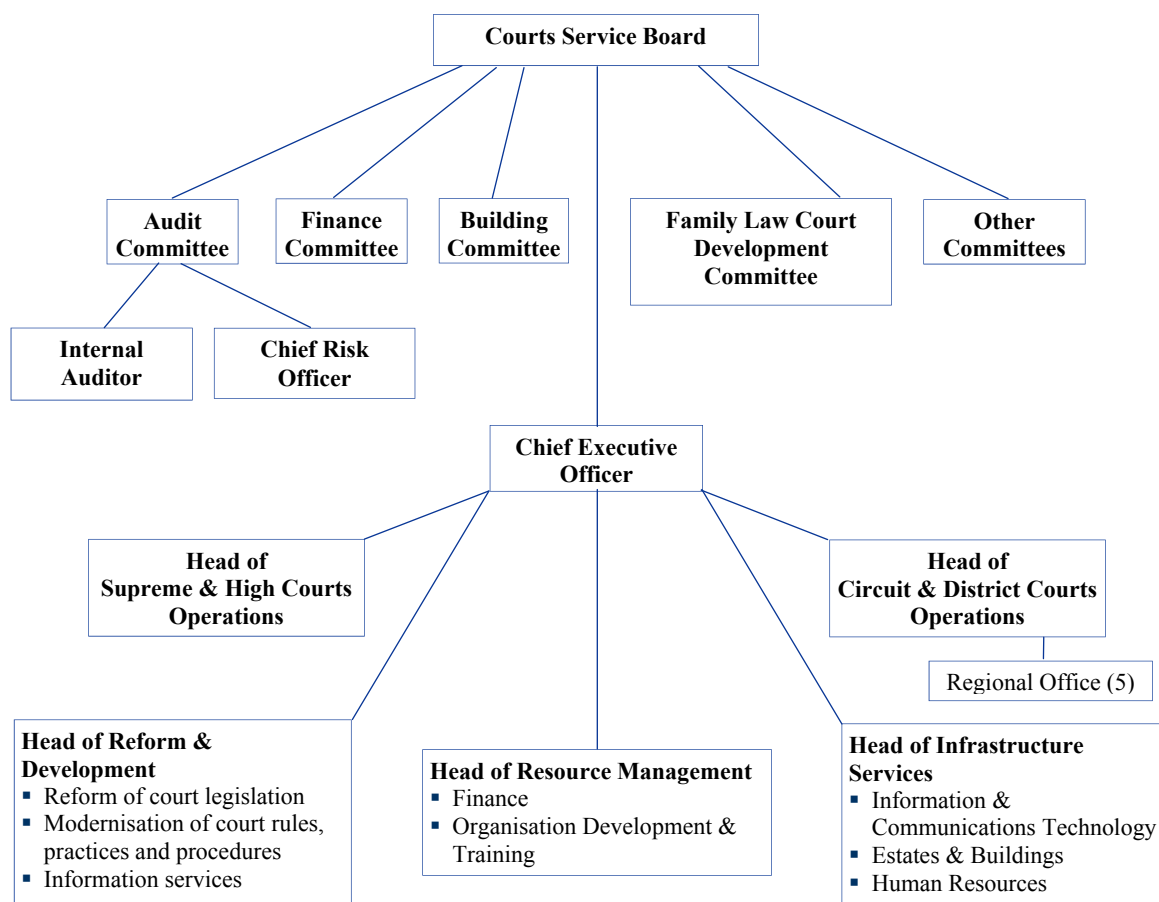 Courts Service Board
Audit
Committee
Finance
Committee
Building
Committee
Family Law Court
Development
Committee
Other
Committees
Internal
Auditor
Chief Risk
Officer
Chief Executive
Officer
Head of
Supreme & High Courts
Operations
Head of
Circuit & District Courts
Operations
Regional Office (5)
Head of Reform &
Development
▪ Reform of court legislation
▪ Modernisation of court rules,
practices and procedures
▪ Information services
Head of Resource Management
▪ Finance
▪ Organisation Development &
Training
Head of Infrastructure
Services
▪ Information &
Communications Technology
▪ Estates & Buildings
▪ Human Resources